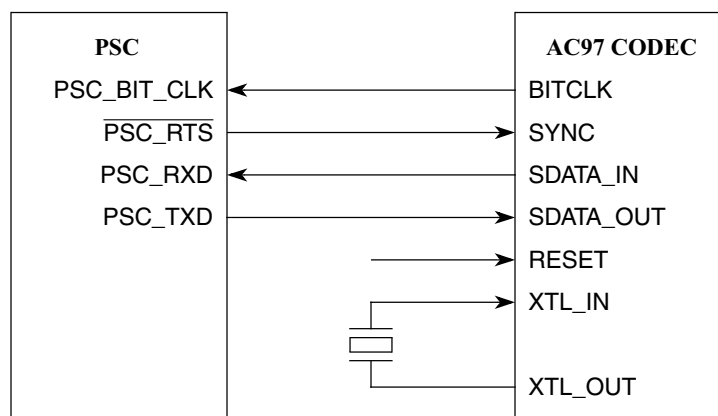 PSC
PSC_BIT_CLK
PSC_RTS
PSC_RXD
PSC_TXD
AC97 CODEC
BITCLK
SYNC
SDATA_IN
SDATA_OUT
RESET
XTL_IN
XTL_OUT